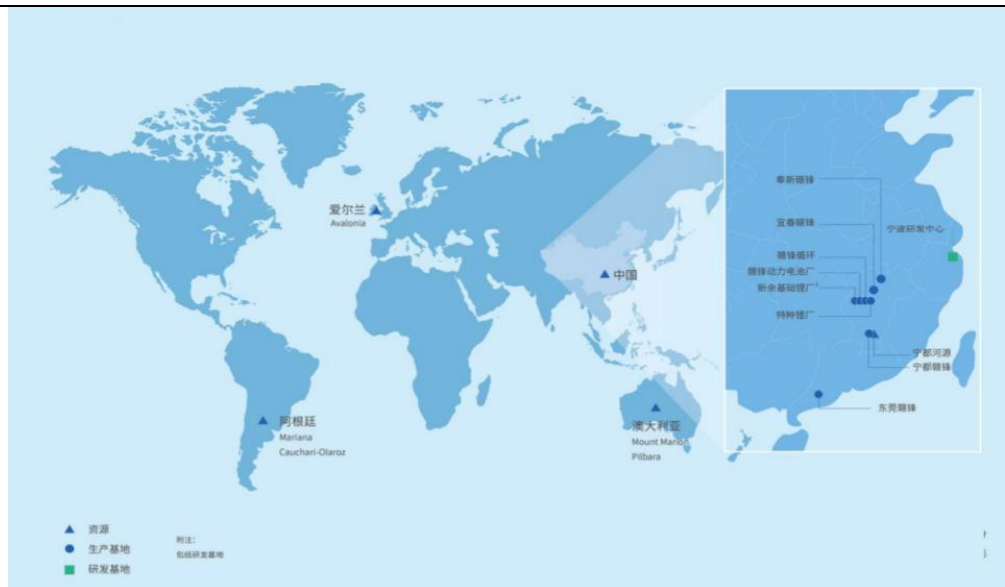 爱尔兰
Avalonia
中国
阿根廷
Mariana
Cauchari-Olaroz
澳大利亚
Mount Marion
Pilbara
奉新赣锋
宜春赣锋
宁波研发中心
赣锋循环
赣锋动力电池厂
新余基础锂厂¹
特种锂厂
宁都河源
宁都赣锋
东莞赣锋
资源
生产基地
研发基地
附注:
包括研发基地